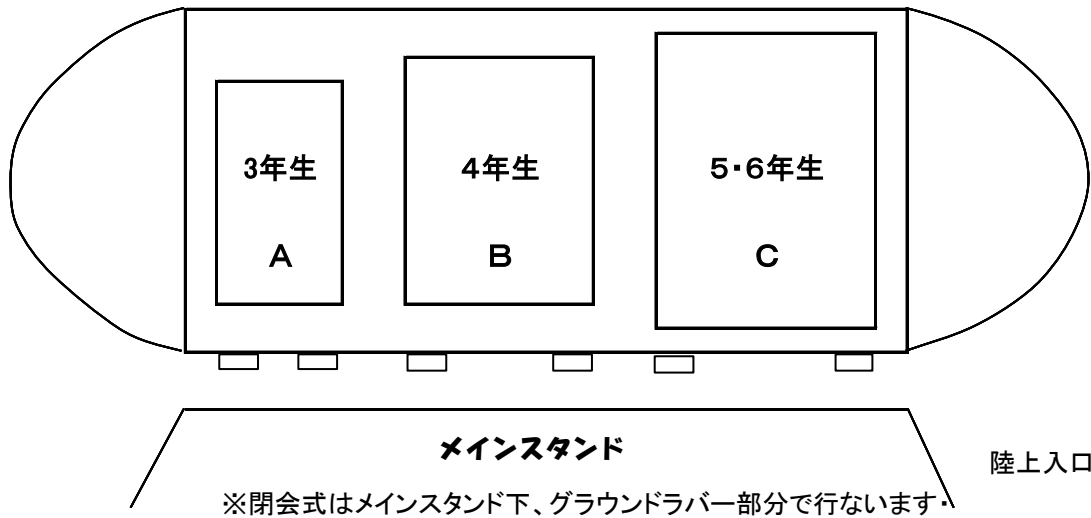 3年生
4年生
5・6年生
A
B
C
メインスタンド
陸上入口
※閉会式はメインスタンド下、グラウンドラバー部分で行ないます・